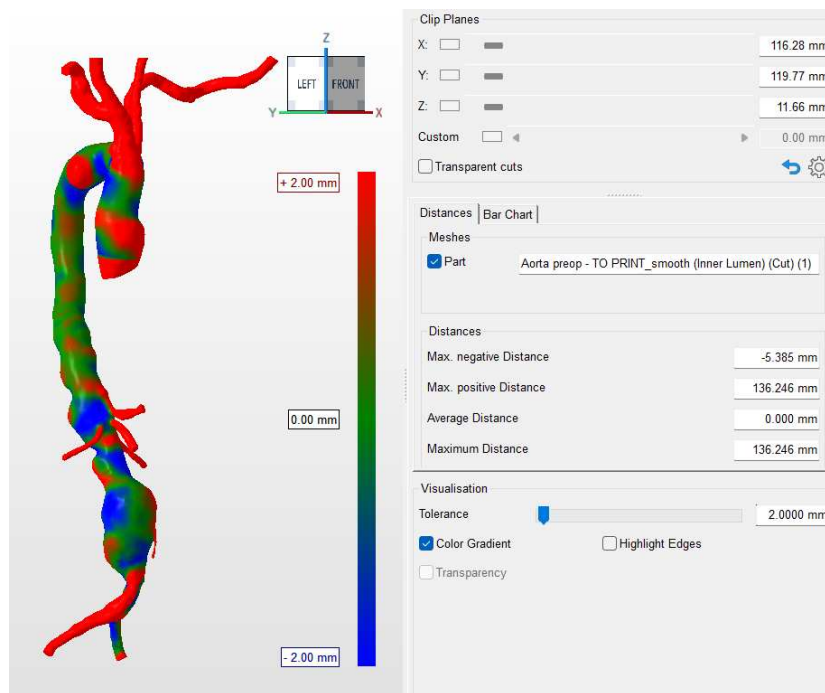 Z
LEFT
FRONT
Y
X
+ 2.00 mm
0.00 mm
- 2.00 mm
Clip Planes
X:
116.28 mm
Y:
119.77 mm
Z:
11.66 mm
Custom
0.00 mm
Transparent cuts
Distances
Bar Chart
Meshes
Part
Aorta preop - TO PRINT_smooth (Inner Lumen) (Cut) (1)
Distances
Max. negative Distance
-5.385 mm
Max. positive Distance
136.246 mm
Average Distance
0.000 mm
Maximum Distance
136.246 mm
Visualisation
Tolerance
2.0000 mm
Color Gradient
Highlight Edges
Transparency